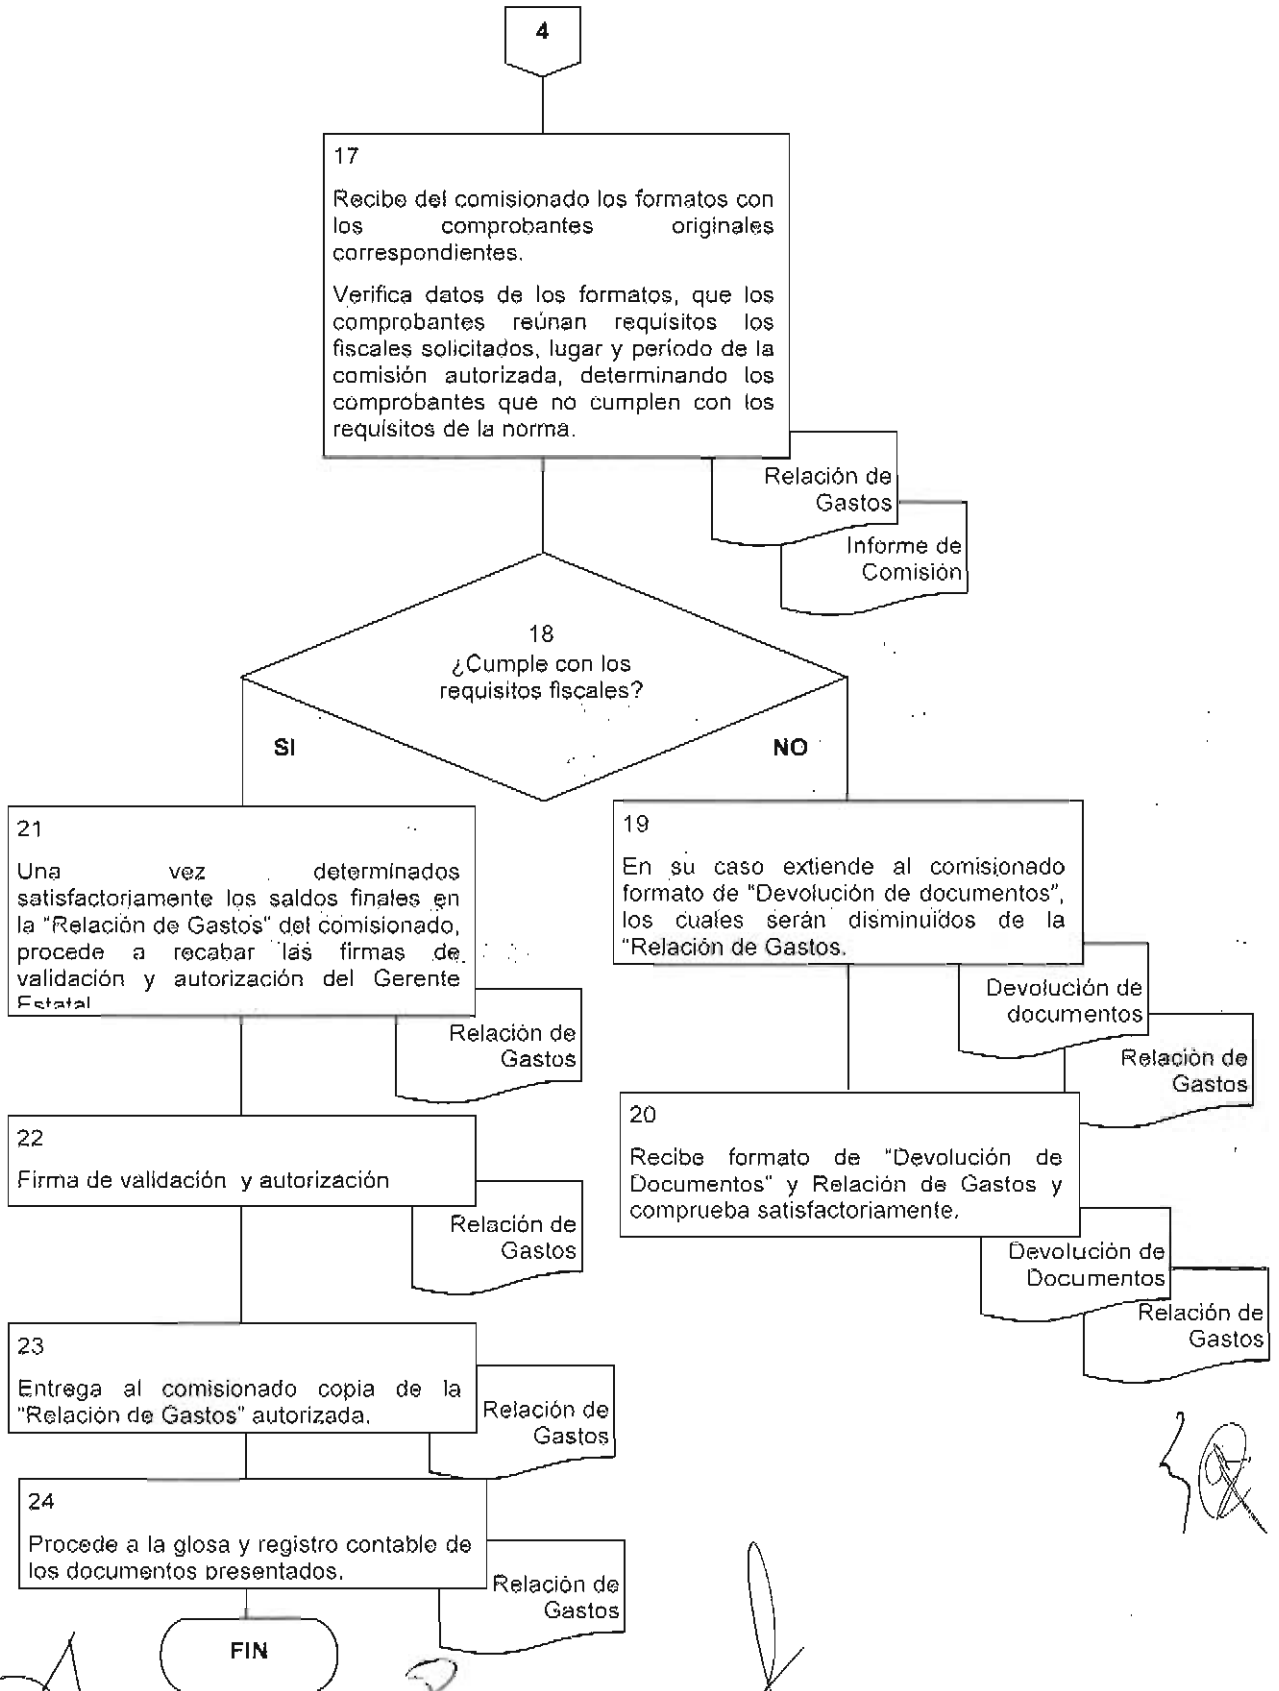 4
17
Recibe del comisionado los formatos con
los comprobantes originales
correspondientes.
Verifica datos de los formatos, que los
comprobantes reúnan requisitos los
fiscales solicitados, lugar y período de la
comisión autorizada, determinando los
comprobantes que no cumplen con los
requisitos de la norma.
Relación de
Gastos
Informe de
Comisión
18
¿Cumple con los
requisitos fiscales?
SI
NO
21
Una vez determinados
satisfactoriamente los saldos finales en
la "Relación de Gastos" del comisionado,
procede a recabar las firmas de
validación y autorización del Gerente
Estatal
Relación de
Gastos
19
En su caso extiende al comisionado
formato de "Devolución de documentos",
los cuales serán disminuidos de la
"Relación de Gastos.
Devolución de
documentos
Relación de
Gastos
22
Firma de validación y autorización
Relación de
Gastos
20
Recibe formato de "Devolución de
Documentos" y Relación de Gastos y
comprueba satisfactoriamente.
Devolución de
Documentos
Relación de
Gastos
23
Entrega al comisionado copia de la
"Relación de Gastos" autorizada.
Relación de
Gastos
24
Procede a la glosa y registro contable de
los documentos presentados.
Relación de
Gastos
FIN